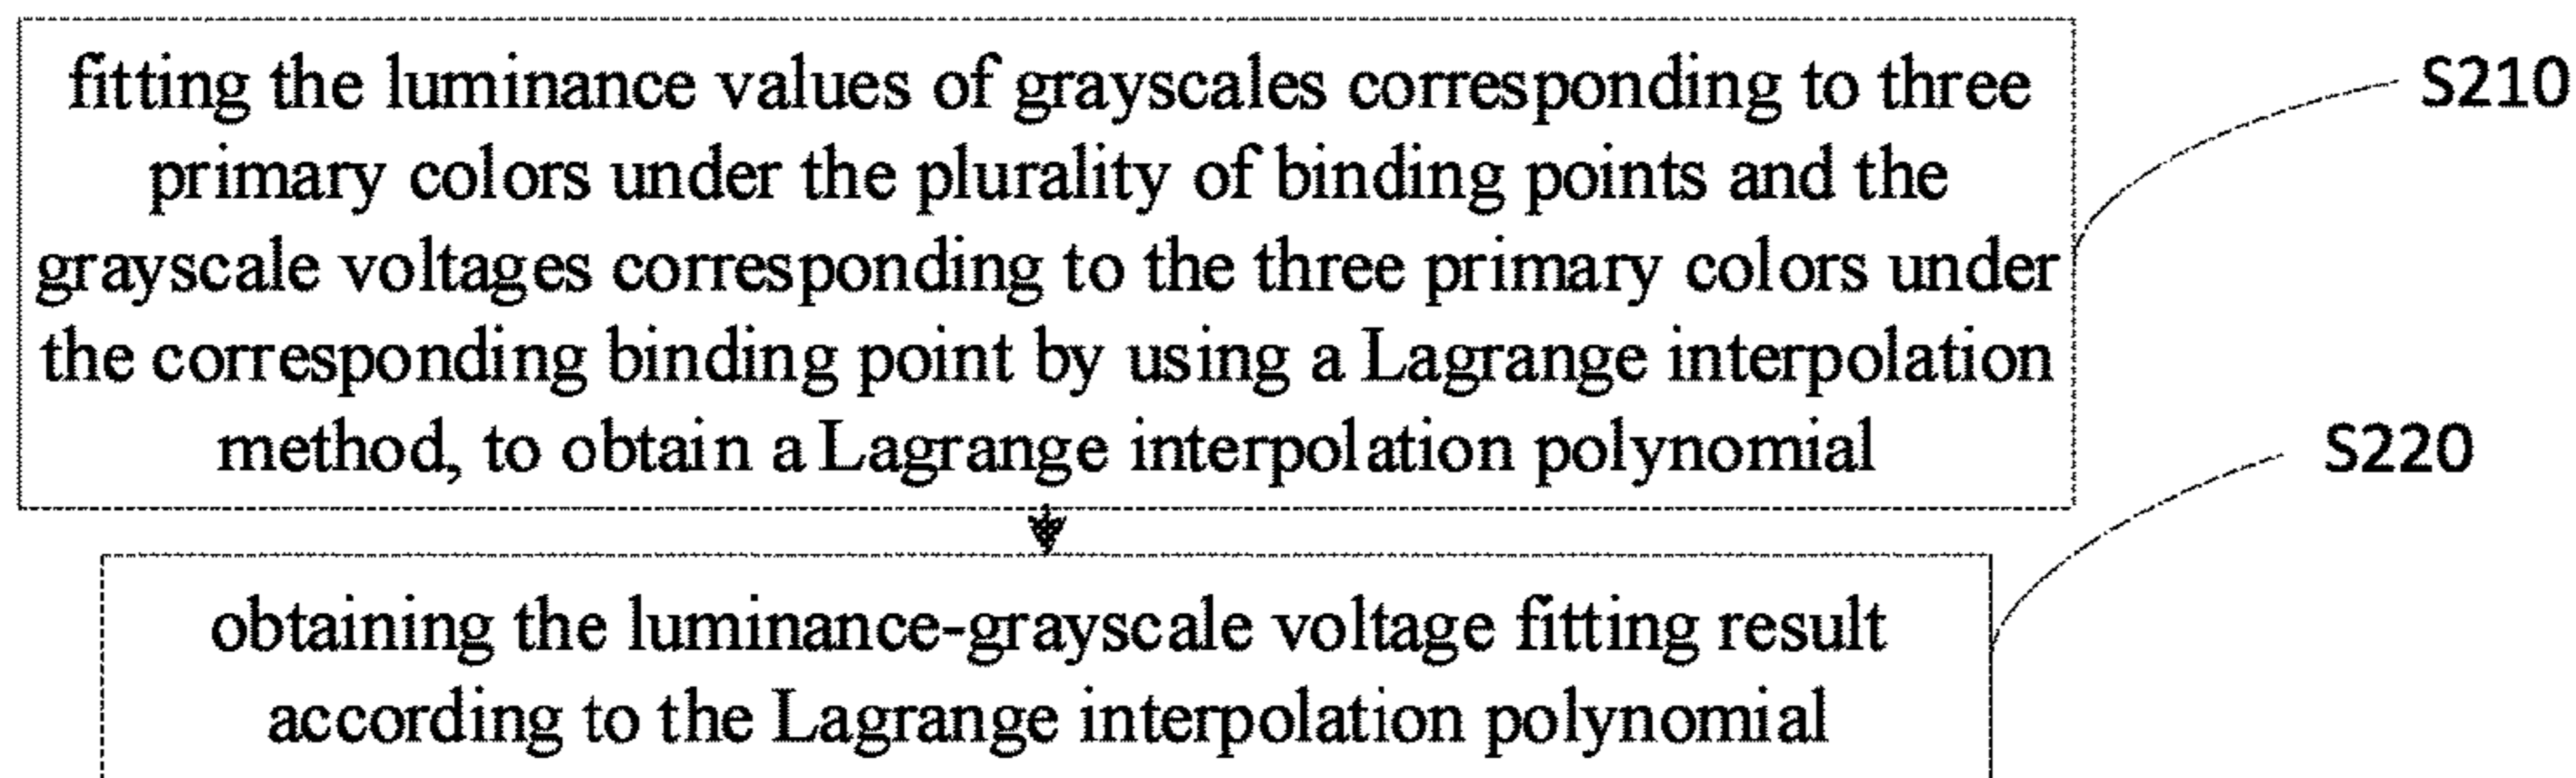 fitting the luminance values of grayscales corresponding to three
S210
primary colors under the plurality of binding points and the
grayscale voltages corresponding to the three primary colors under
the corresponding binding point by using a Lagrange interpolation
method, to obtain a Lagrange interpolation polynomial
S220
obtaining the luminance-grayscale voltage fitting result
according to the Lagrange interpolation polynomial